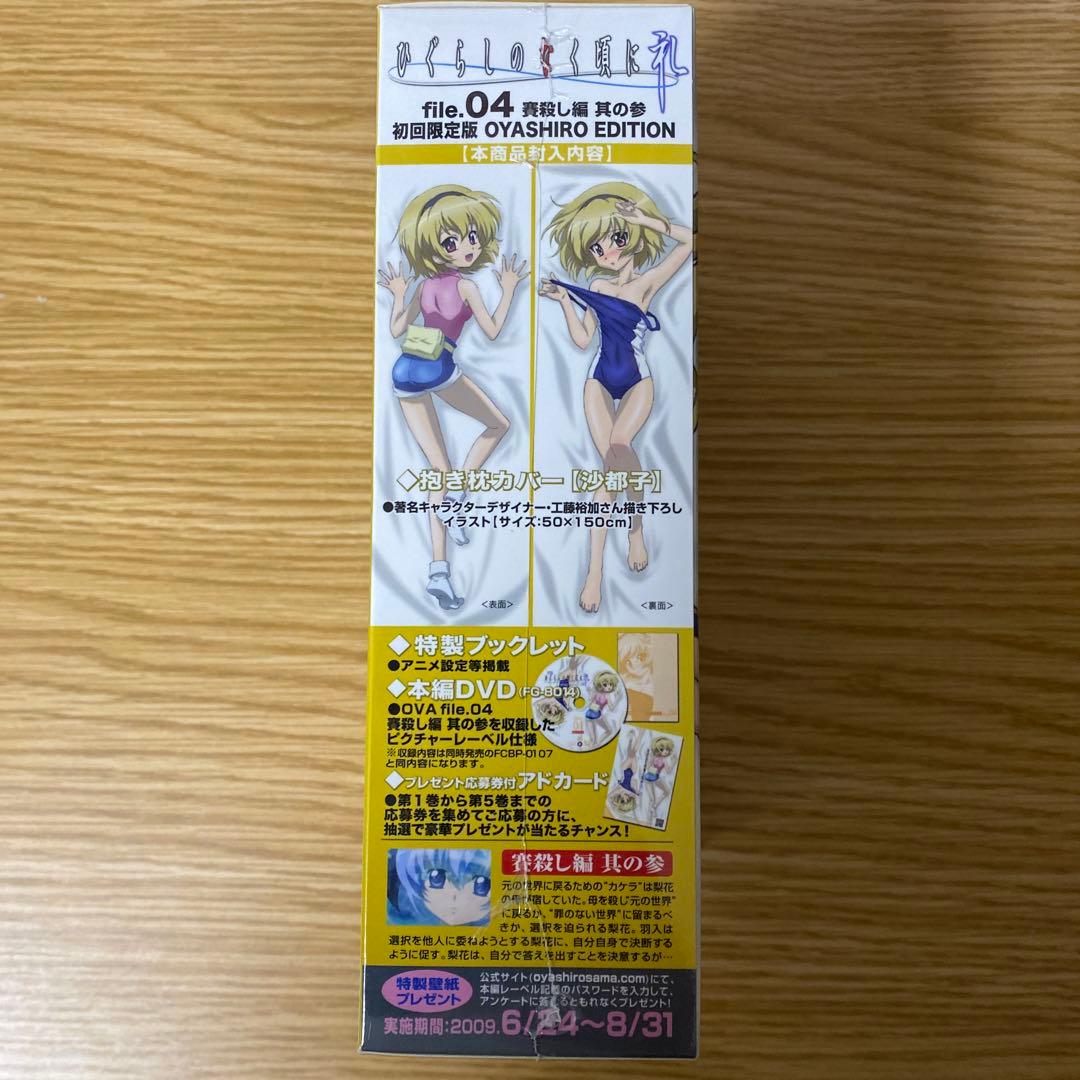 ひぐらしのなく頃に礼
file.04 賽殺し編 其の参
初回限定版 OYASHIRO EDITION
【本商品封入内容】
◆抱き枕カバー【沙都子】
●著名キャラクターデザイナー・工藤裕加さん描き下ろし
イラスト【サイズ:50×150cm】
<表面>
<裏面>
◆特製ブックレット
●アニメ設定等掲載
◆本編DVD(FG-8014)
●OVA file.04
賽殺し編 其の参を収録した
ピクチャーレーベル仕様
※収録内容は同時発売のFCBP-0107
と同内容になります。
◆プレゼント応募券付アドカード
●第1巻から第5巻までの
応募券を集めてご応募の方に、
抽選で豪華プレゼントが当たるチャンス!
賽殺し編 其の参
元の世界に戻るための"カケラ"は梨花
の母が宿していた。母を殺し"元の世界"
に戻るか、"罪のない世界"に留まるべ
きか、選択を迫られる梨花。羽入は
選択を他人に委ねようとする梨花に、自分自身で決断する
ように促す。梨花は、自分で答えを出すことを決意するが…
特製壁紙
プレゼント
公式サイト(oyashirosama.com)にて、
本編レーベル記載のパスワードを入力して、
アンケートに答えるともれなくプレゼント!
実施期間:2009.6/24〜8/31